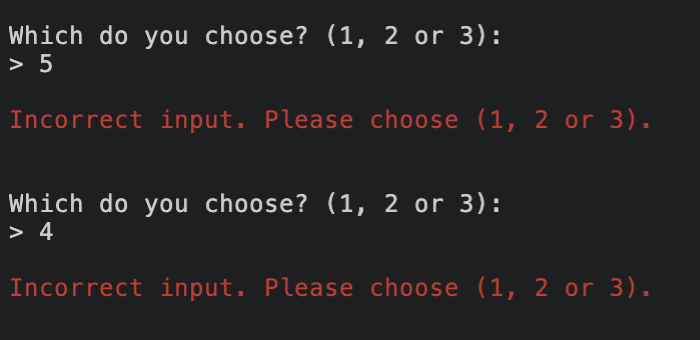 Which do you choose? (1, 2 or 3):
> 5
Incorrect input. Please choose (1, 2 or 3).
Which do you choose? (1, 2 or 3):
> 4
Incorrect input. Please choose (1, 2 or 3).